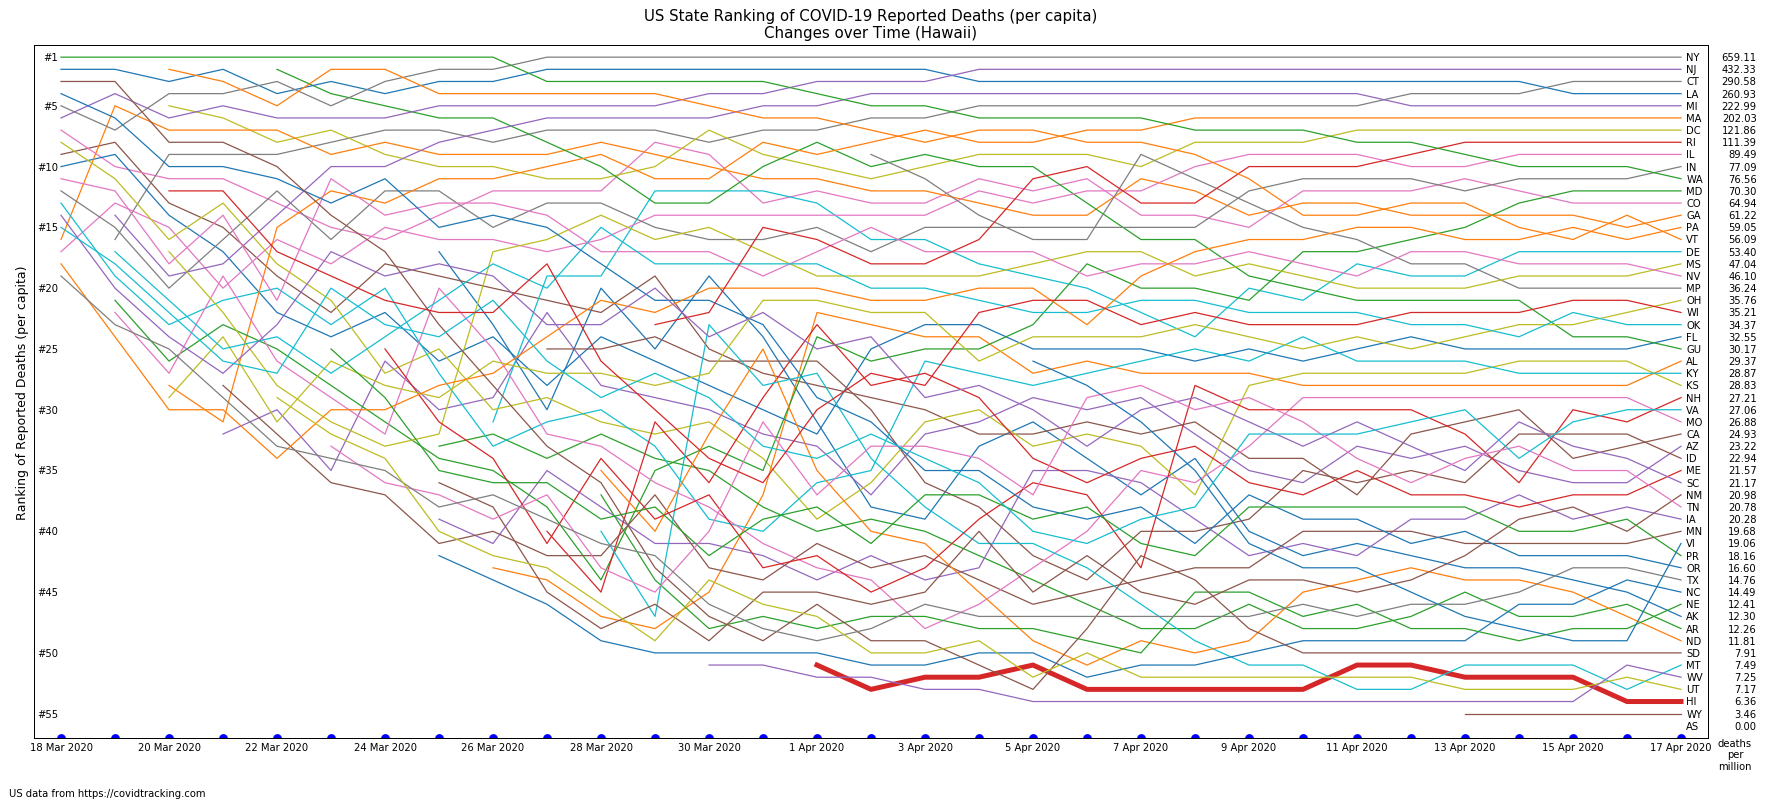 US State Ranking of COVID-19 Reported Deaths (per capita)
Changes over Time (Hawaii)
Ranking of Reported Deaths (per capita)
#1
#5
#10
#15
#20
#25
#30
#35
#40
#45
#50
#55
NY 659.11
NJ 432.33
CT 290.58
LA 260.93
MI 222.99
MA 202.03
DC 121.86
RI 111.39
IL 89.49
IN 77.09
WA 76.56
MD 70.30
CO 64.94
GA 61.22
PA 59.05
VT 56.09
DE 53.40
MS 47.04
NV 46.10
MP 36.24
OH 35.76
WI 35.21
OK 34.37
FL 32.55
GU 30.17
AL 29.37
KY 28.87
KS 28.83
NH 27.21
VA 27.06
MO 26.88
CA 24.93
AZ 23.22
ID 22.94
ME 21.57
SC 21.17
NM 20.98
TN 20.78
IA 20.28
MN 19.68
VI 19.06
PR 18.16
OR 16.60
TX 14.76
NC 14.49
NE 12.41
AK 12.30
AR 12.26
ND 11.81
SD 7.91
MT 7.49
WV 7.25
UT 7.17
HI 6.36
WY 3.46
AS 0.00
18 Mar 2020 20 Mar 2020 22 Mar 2020 24 Mar 2020 26 Mar 2020 28 Mar 2020 30 Mar 2020 1 Apr 2020 3 Apr 2020 5 Apr 2020 7 Apr 2020 9 Apr 2020 11 Apr 2020 13 Apr 2020 15 Apr 2020 17 Apr 2020
deaths
per
million
US data from https://covidtracking.com